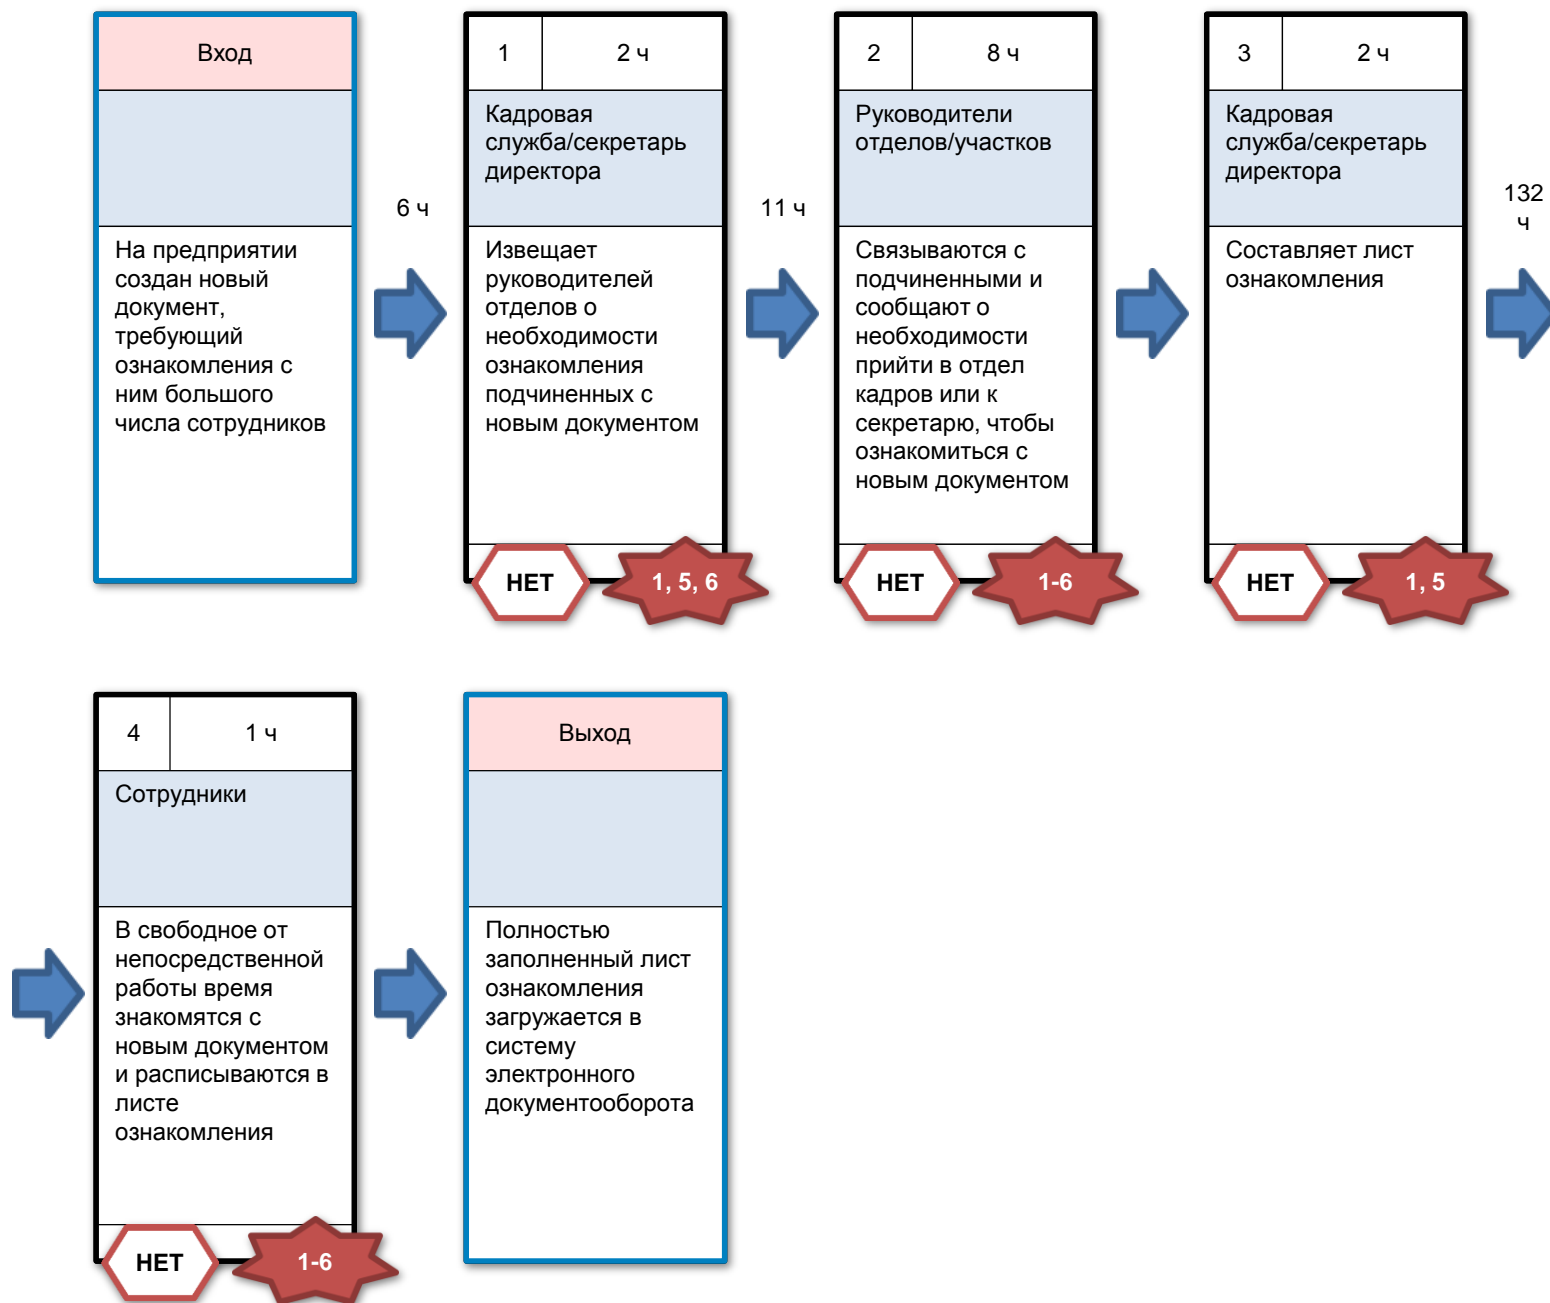 Вход
На предприятии
создан новый
документ,
требующий
ознакомления с
ним большого
числа сотрудников
6 ч
1
2 ч
Кадровая
служба/секретарь
директора
Извещает
руководителей
отделов о
необходимости
ознакомления
подчиненных с
новым документом
НЕТ
1, 5, 6
11 ч
2
8 ч
Руководители
отделов/участков
Связываются с
подчиненными и
сообщают о
необходимости
прийти в отдел
кадров или к
секретарю, чтобы
ознакомиться с
новым документом
НЕТ
1-6
3
2 ч
Кадровая
служба/секретарь
директора
Составляет лист
ознакомления
НЕТ
1, 5
132
ч
4
1 ч
Сотрудники
В свободное от
непосредственной
работы время
знакомятся с
новым документом
и расписываются в
листе
ознакомления
НЕТ
1-6
Выход
Полностью
заполненный лист
ознакомления
загружается в
систему
электронного
документооборота